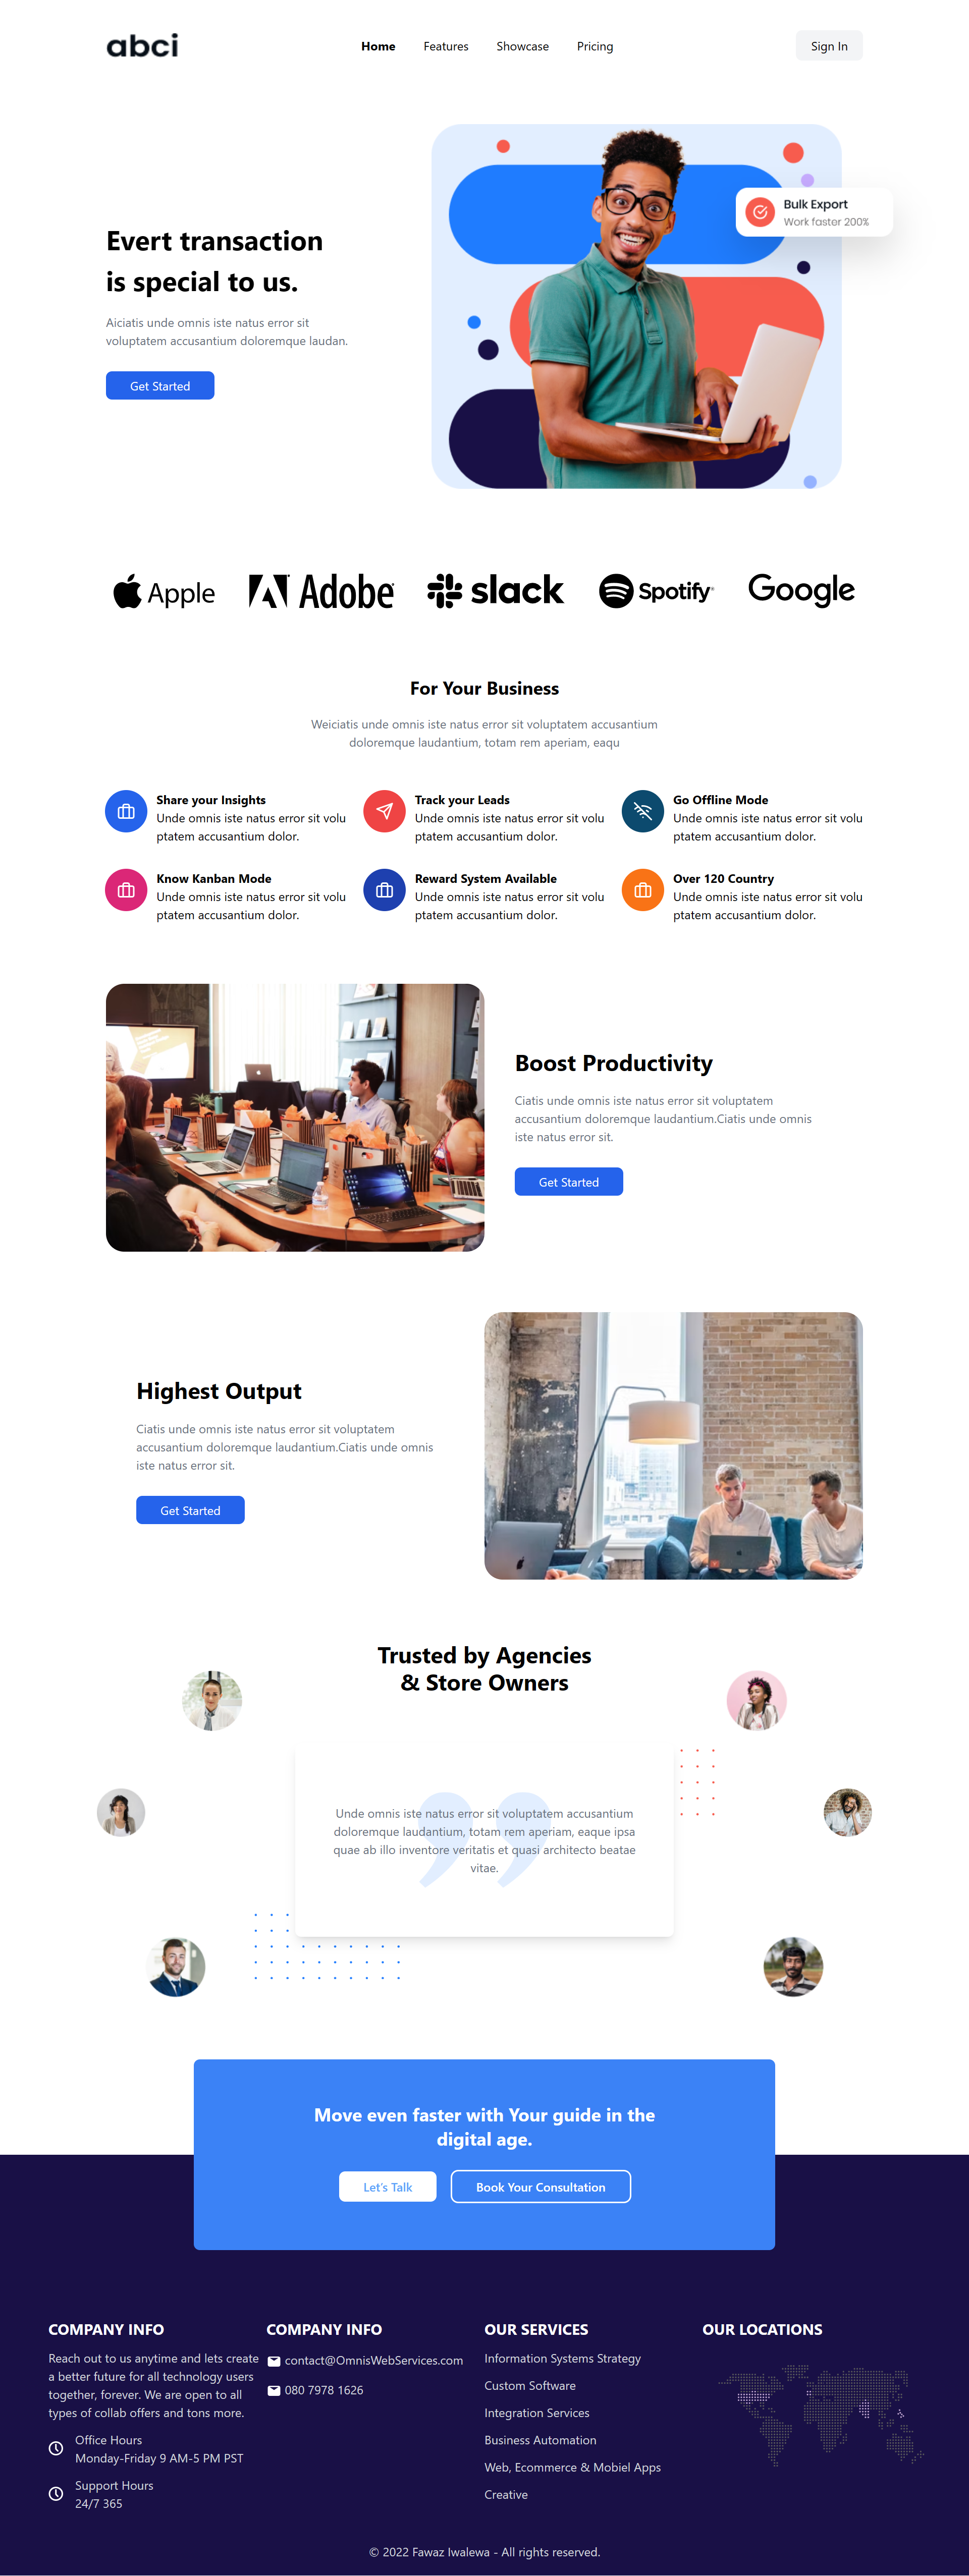 abci
Home Features Showcase Pricing
Sign In
Bulk Export
Work faster 200%
Evert transaction
is special to us.
Aiciatis unde omnis iste natus error sit
voluptatem accusantium doloremque laudan.
Get Started
Apple
Adobe
slack
Spotify
Google
For Your Business
Weiciatis unde omnis iste natus error sit voluptatem accusantium
doloremque laudantium, totam rem aperiam, eaqu
Share your Insights
Unde omnis iste natus error sit volu
ptatem accusantium dolor.
Track your Leads
Unde omnis iste natus error sit volu
ptatem accusantium dolor.
Go Offline Mode
Unde omnis iste natus error sit volu
ptatem accusantium dolor.
Know Kanban Mode
Unde omnis iste natus error sit volu
ptatem accusantium dolor.
Reward System Available
Unde omnis iste natus error sit volu
ptatem accusantium dolor.
Over 120 Country
Unde omnis iste natus error sit volu
ptatem accusantium dolor.
Boost Productivity
Ciatis unde omnis iste natus error sit voluptatem
accusantium doloremque laudantium.Ciatis unde omnis
iste natus error sit.
Get Started
Highest Output
Ciatis unde omnis iste natus error sit voluptatem
accusantium doloremque laudantium.Ciatis unde omnis
iste natus error sit.
Get Started
Trusted by Agencies
& Store Owners
Unde omnis iste natus error sit voluptatem accusantium
doloremque laudantium, totam rem aperiam, eaque ipsa
quae ab illo inventore veritatis et quasi architecto beatae
vitae.
Move even faster with Your guide in the
digital age.
Let's Talk
Book Your Consultation
COMPANY INFO
Reach out to us anytime and lets create
a better future for all technology users
together, forever. We are open to all
types of collab offers and tons more.
Office Hours
Monday-Friday 9 AM-5 PM PST
Support Hours
24/7 365
COMPANY INFO
contact@OmnisWebServices.com
080 7978 1626
OUR SERVICES
Information Systems Strategy
Custom Software
Integration Services
Business Automation
Web, Ecommerce & Mobiel Apps
Creative
OUR LOCATIONS
© 2022 Fawaz Iwalewa - All rights reserved.